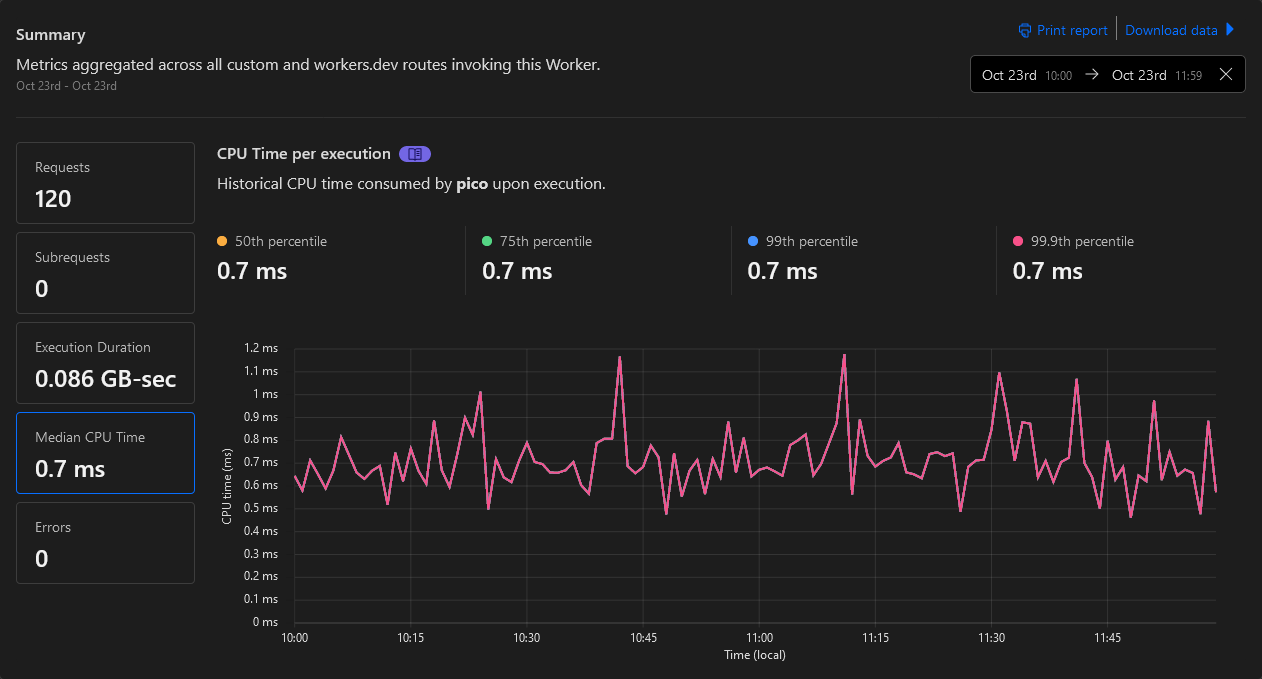 Summary
Print report
Download data
Metrics aggregated across all custom and workers.dev routes invoking this Worker.
Oct 23rd - Oct 23rd
Oct 23rd 10:00 → Oct 23rd 11:59
Requests
120
Subrequests
0
Execution Duration
0.086 GB-sec
Median CPU Time
0.7 ms
Errors
0
CPU Time per execution
Historical CPU time consumed by pico upon execution.
50th percentile
0.7 ms
75th percentile
0.7 ms
99th percentile
0.7 ms
99.9th percentile
0.7 ms
CPU time (ms)
1.2 ms
1.1 ms
1 ms
0.9 ms
0.8 ms
0.7 ms
0.6 ms
0.5 ms
0.4 ms
0.3 ms
0.2 ms
0.1 ms
0 ms
10:00 10:15 10:30 10:45 11:00 11:15 11:30 11:45
Time (local)